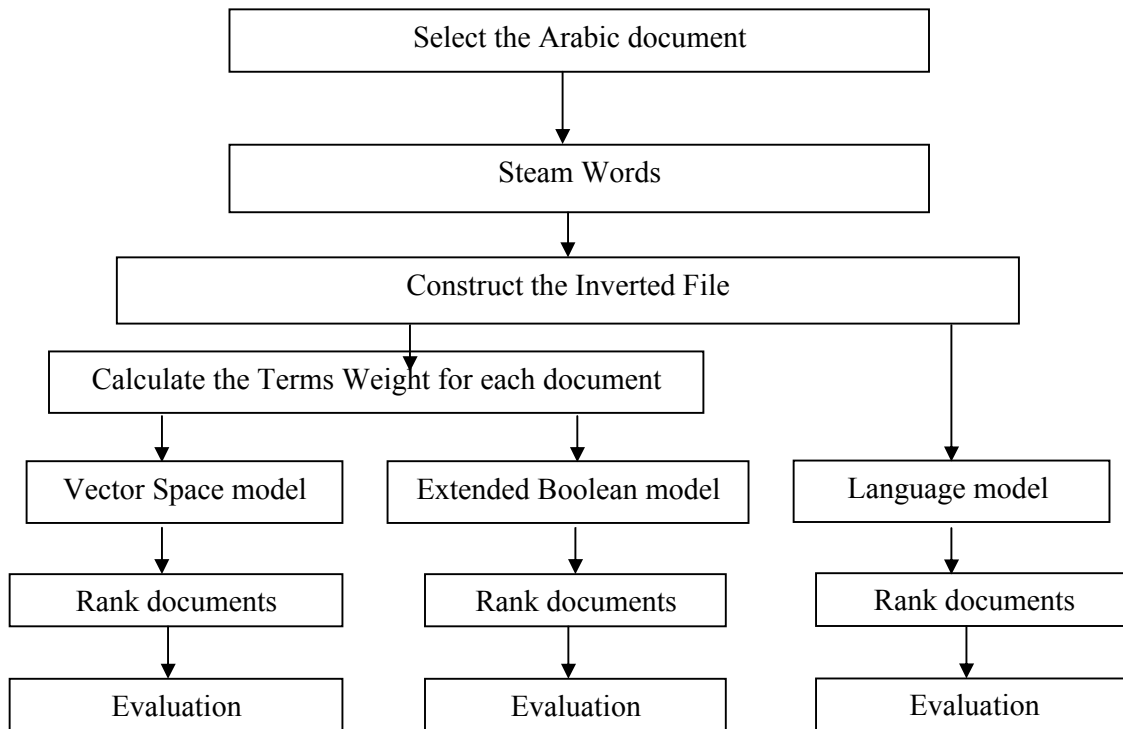 Select the Arabic document
Steam Words
Construct the Inverted File
Calculate the Terms Weight for each document
Vector Space model
Extended Boolean model
Language model
Rank documents
Rank documents
Rank documents
Evaluation
Evaluation
Evaluation